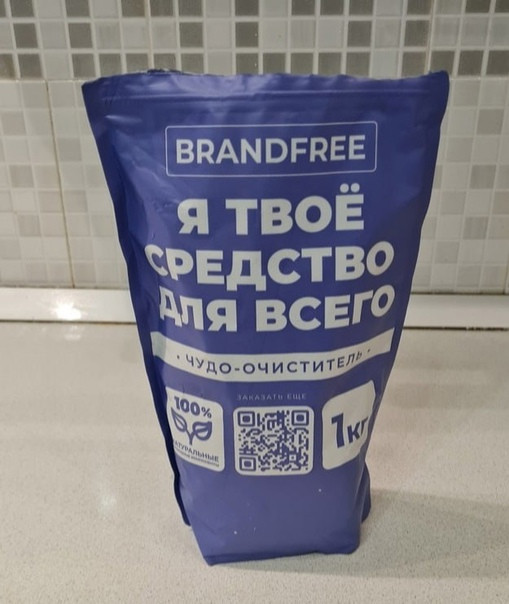 BRANDFREE
Я ТВОЁ
СРЕДСТВО
ДЛЯ ВСЕГО
• ЧУДО-ОЧИСТИТЕЛЬ •
ЗАКАЗАТЬ ЕЩЕ
100%
1кг